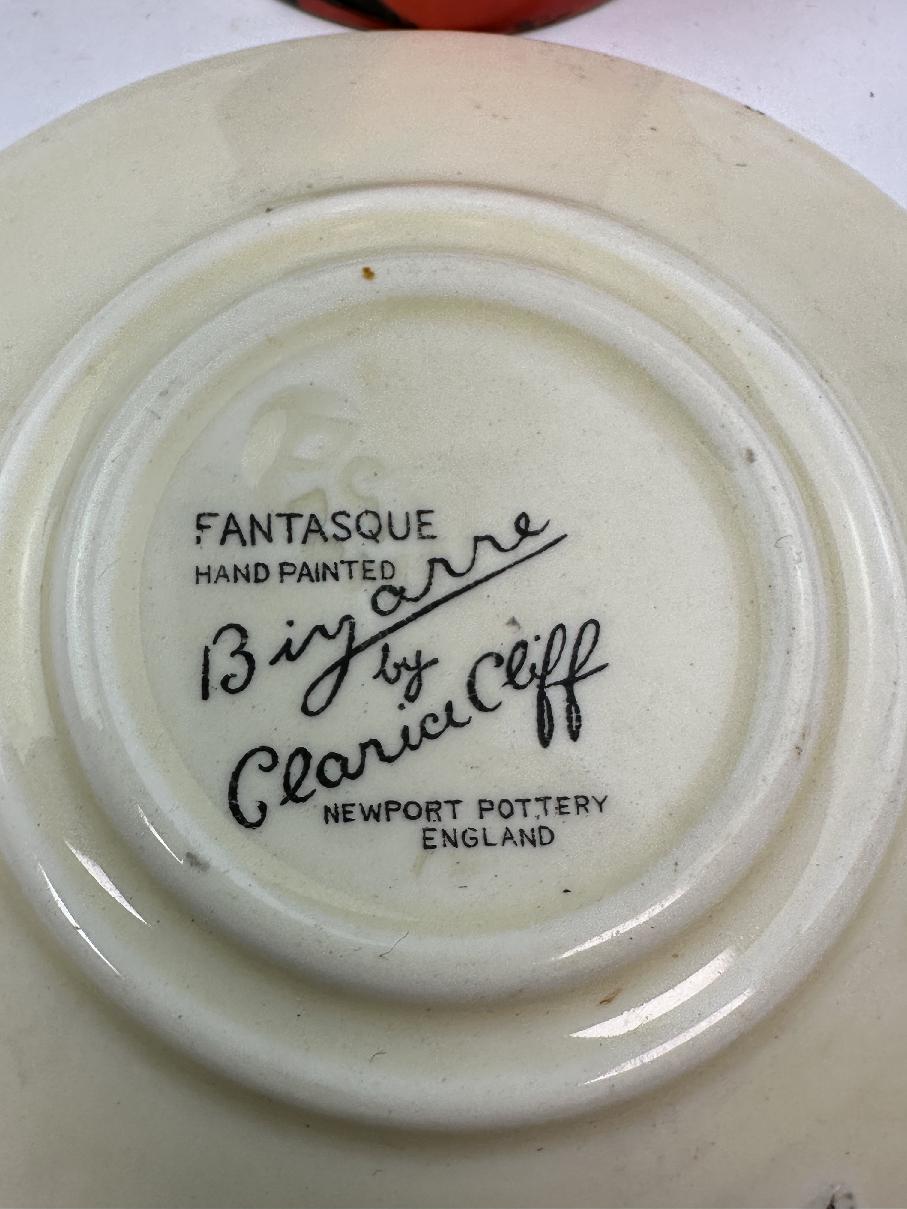 FANTASQUE
HAND PAINTED
Bizarre
by
Clarice Cliff
NEWPORT POTTERY
ENGLAND